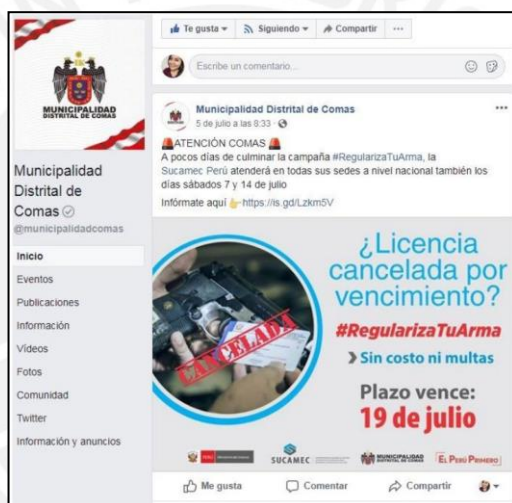 Te gusta
Siguiendo
Compartir
Escribe un comentario...
MUNICIPALIDAD
DISTRITAL DE COMAS
Municipalidad
Distrital de
Comas
@municipalidadcomas
Inicio
Eventos
Publicaciones
Información
Vídeos
Fotos
Comunidad
Twitter
Información y anuncios
Municipalidad Distrital de Comas
5 de julio a las 8:33
ATENCIÓN COMAS
A pocos días de culminar la campaña #RegularizaTuArma, la
Sucamec Perú atenderá en todas sus sedes a nivel nacional también los
días sábados 7 y 14 de julio
Infórmate aquí https://is.gd/Lzkm5V
CANCELADA
¿Licencia
cancelada por
vencimiento?
#RegularizaTuArma
Sin costo ni multas
Plazo vence:
19 de julio
SUCAMEC
MUNICIPALIDAD
DISTRITAL DE COMAS
EL PERÚ PRIMERO
Me gusta
Comentar
Compartir